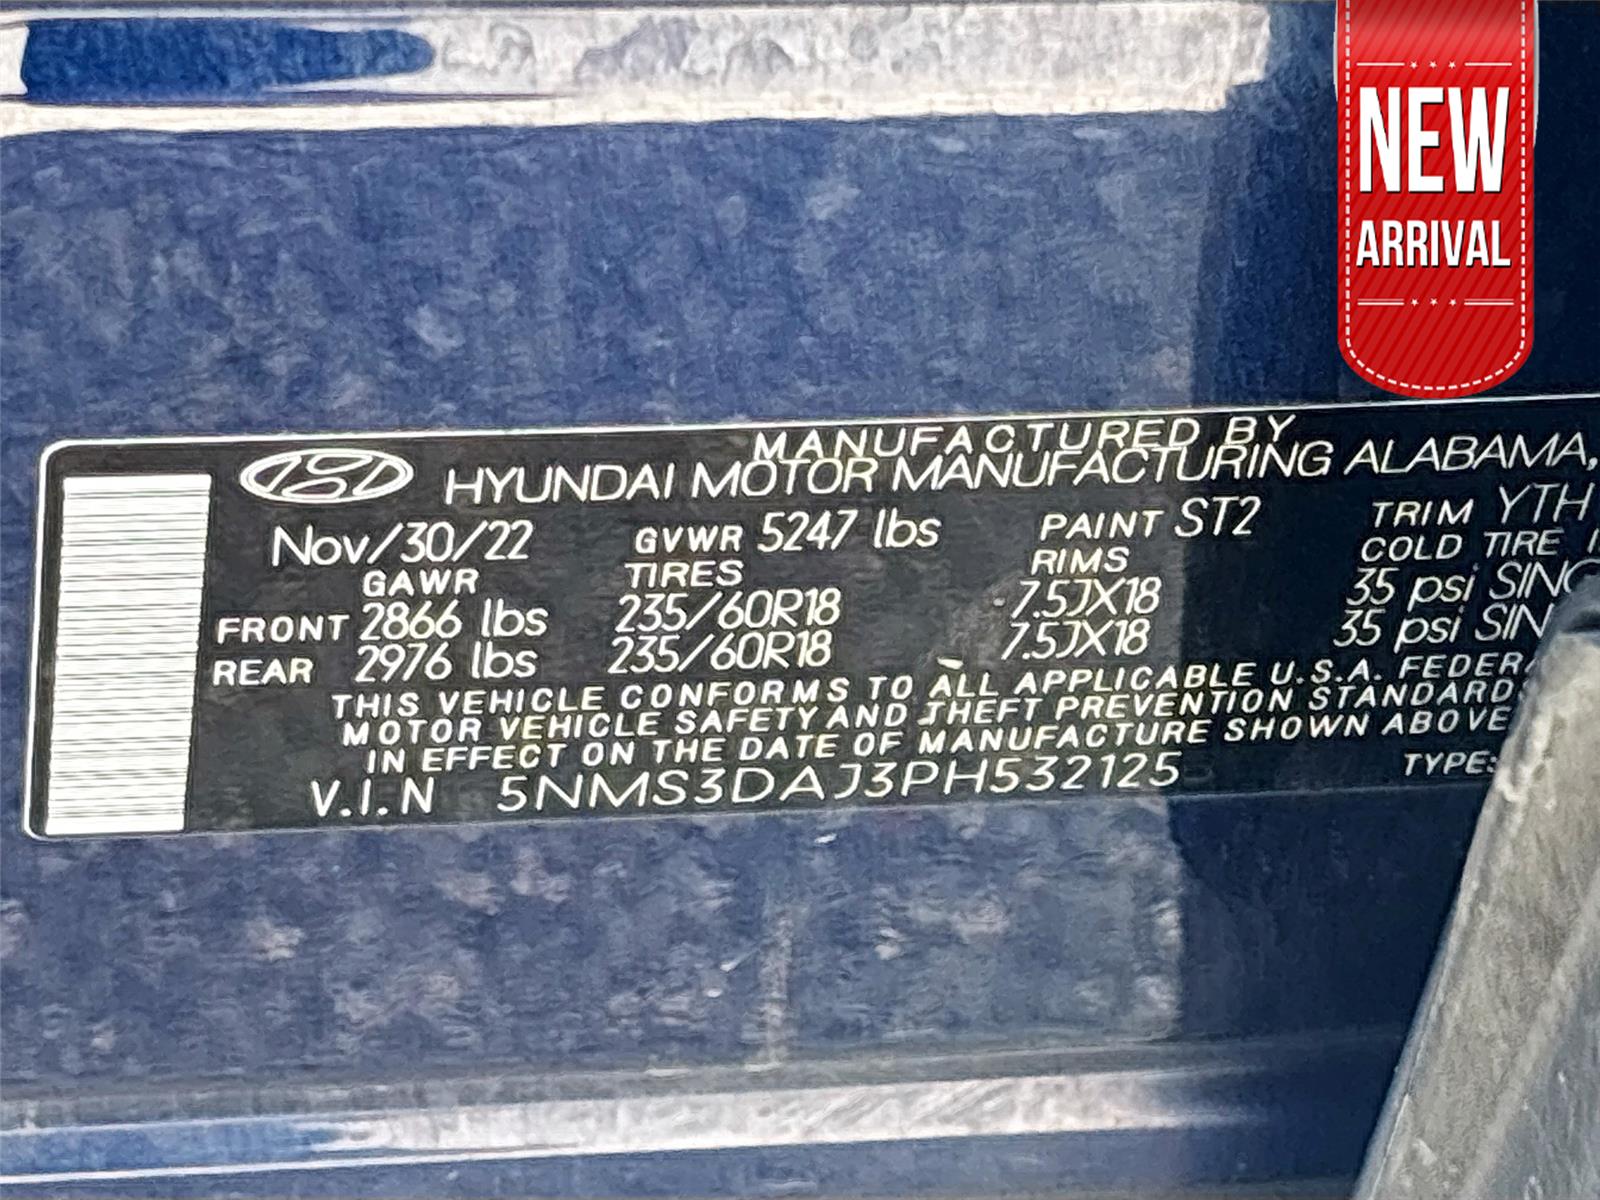 NEW
ARRIVAL
MANUFACTURED BY
HYUNDAI MOTOR MANUFACTURING ALABAMA,
Nov/30/22 GVWR 5247 lbs PAINT ST2 TRIM YTH
GAWR TIRES RIMS COLD TIRE
FRONT 2866 lbs 235/60R18 7.5JX18 35 psi
REAR 2976 lbs 235/60R18 7.5JX18 35 psi
THIS VEHICLE CONFORMS TO ALL APPLICABLE U.S.A.
MOTOR VEHICLE SAFETY AND THEFT PREVENTION STANDARDS
IN EFFECT ON THE DATE OF MANUFACTURE SHOWN ABOVE
V.I.N 5NMS3DAJ3PH532125 TYPE: